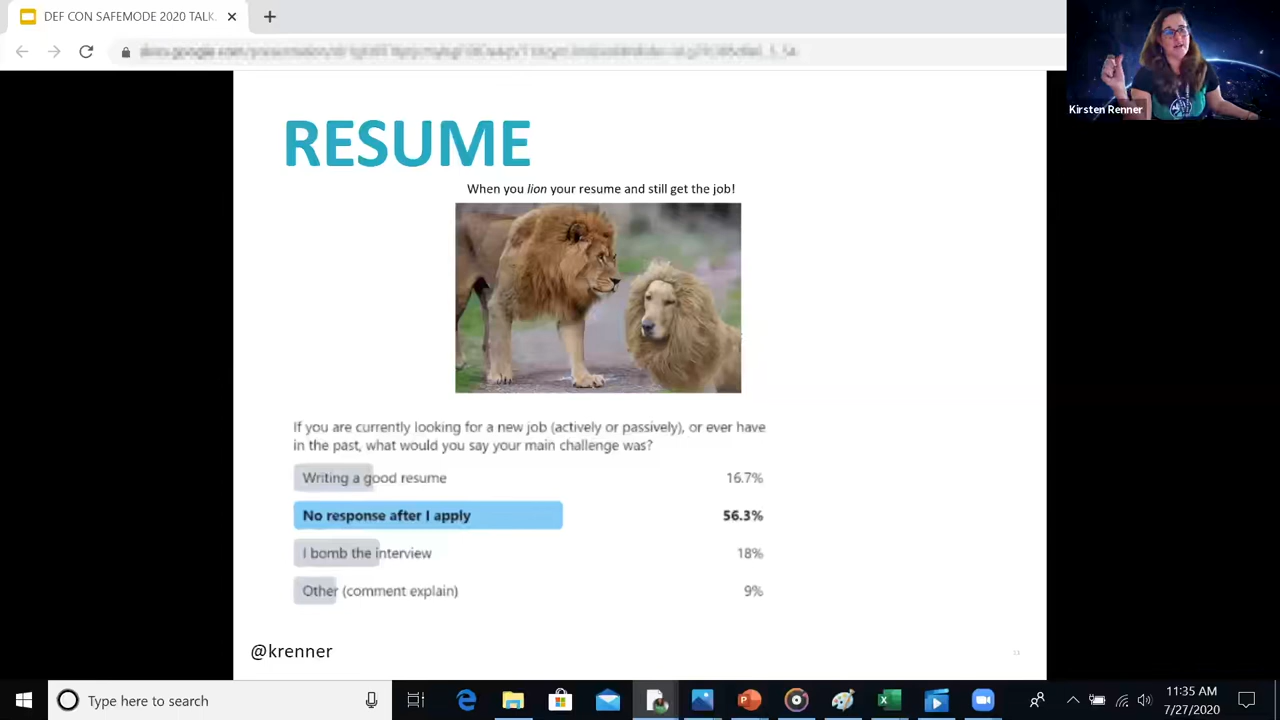 DEF CON SAFEMODE 2020 TALK.
Kirsten Renner
RESUME
When you lion your resume and still get the job!
If you are currently looking for a new job (actively or passively), or ever have
in the past, what would you say your main challenge was?
Writing a good resume 16.7%
No response after I apply 56.3%
I bomb the interview 18%
Other (comment explain) 9%
@krenner
Type here to search
11:35 AM
7/27/2020